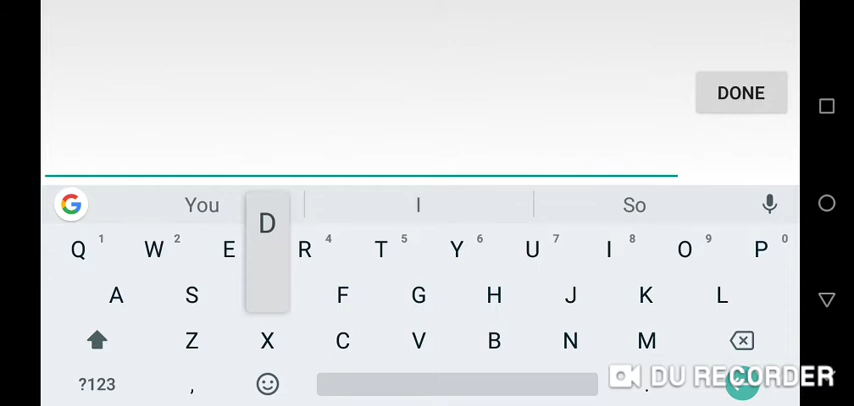 DONE
You I So
D
Q 1 W 2 E R 4 T 5 Y 6 U 7 I 8 O 9 P 0
A S F G H J K L
Z X C V B N M
?123 , .
DU RECORDER